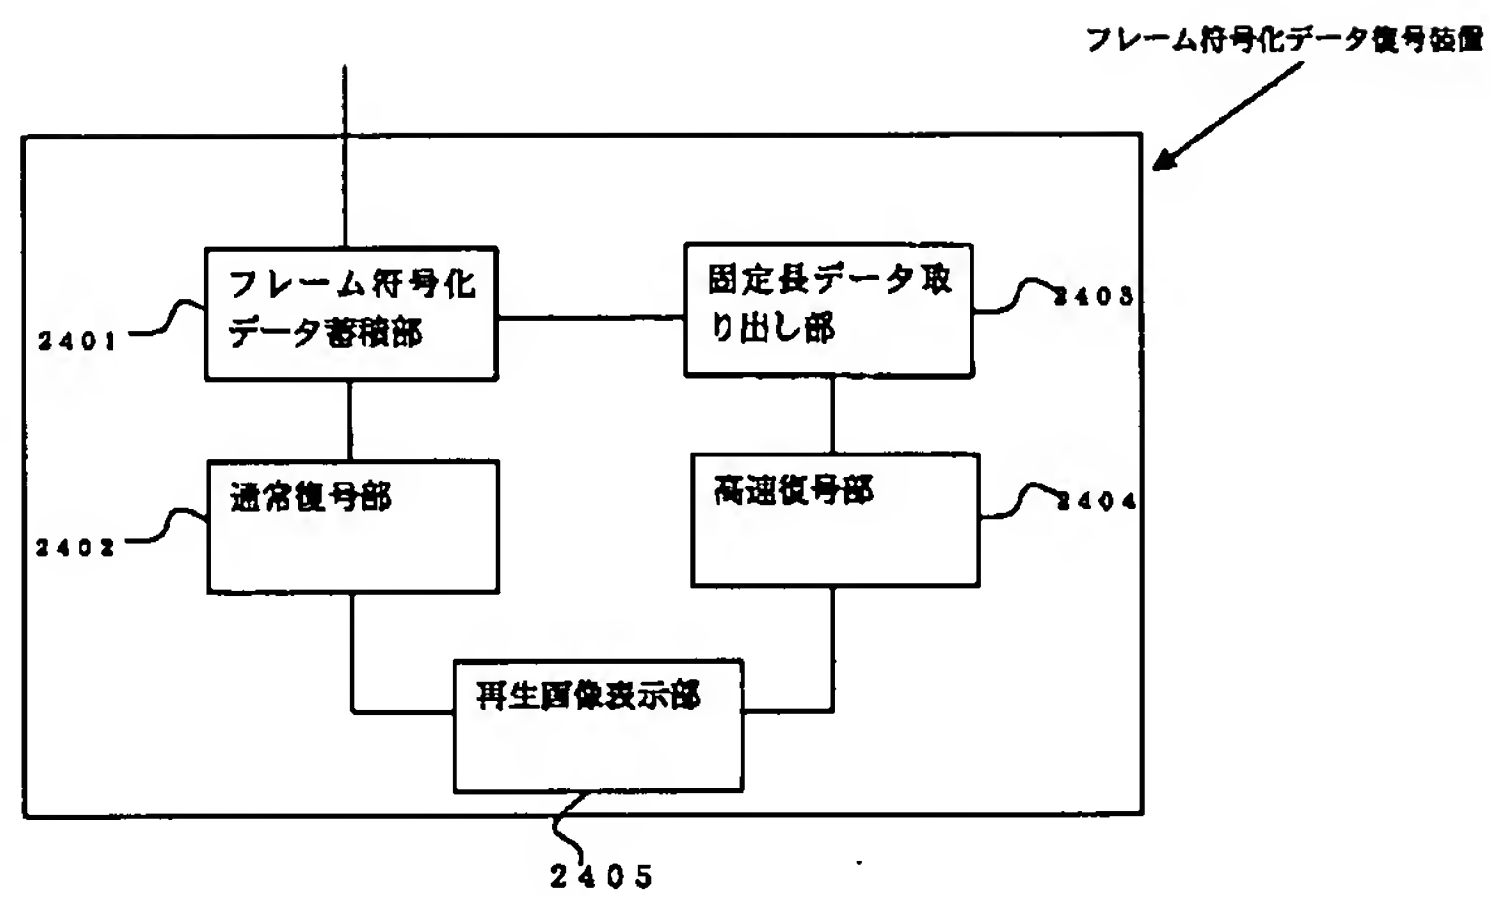 フレーム符号化データ復号装置
フレーム符号化
データ蓄積部
固定長データ取
り出し部
2403
2401
通常復号部
高速復号部
2404
2402
再生画像表示部
2405